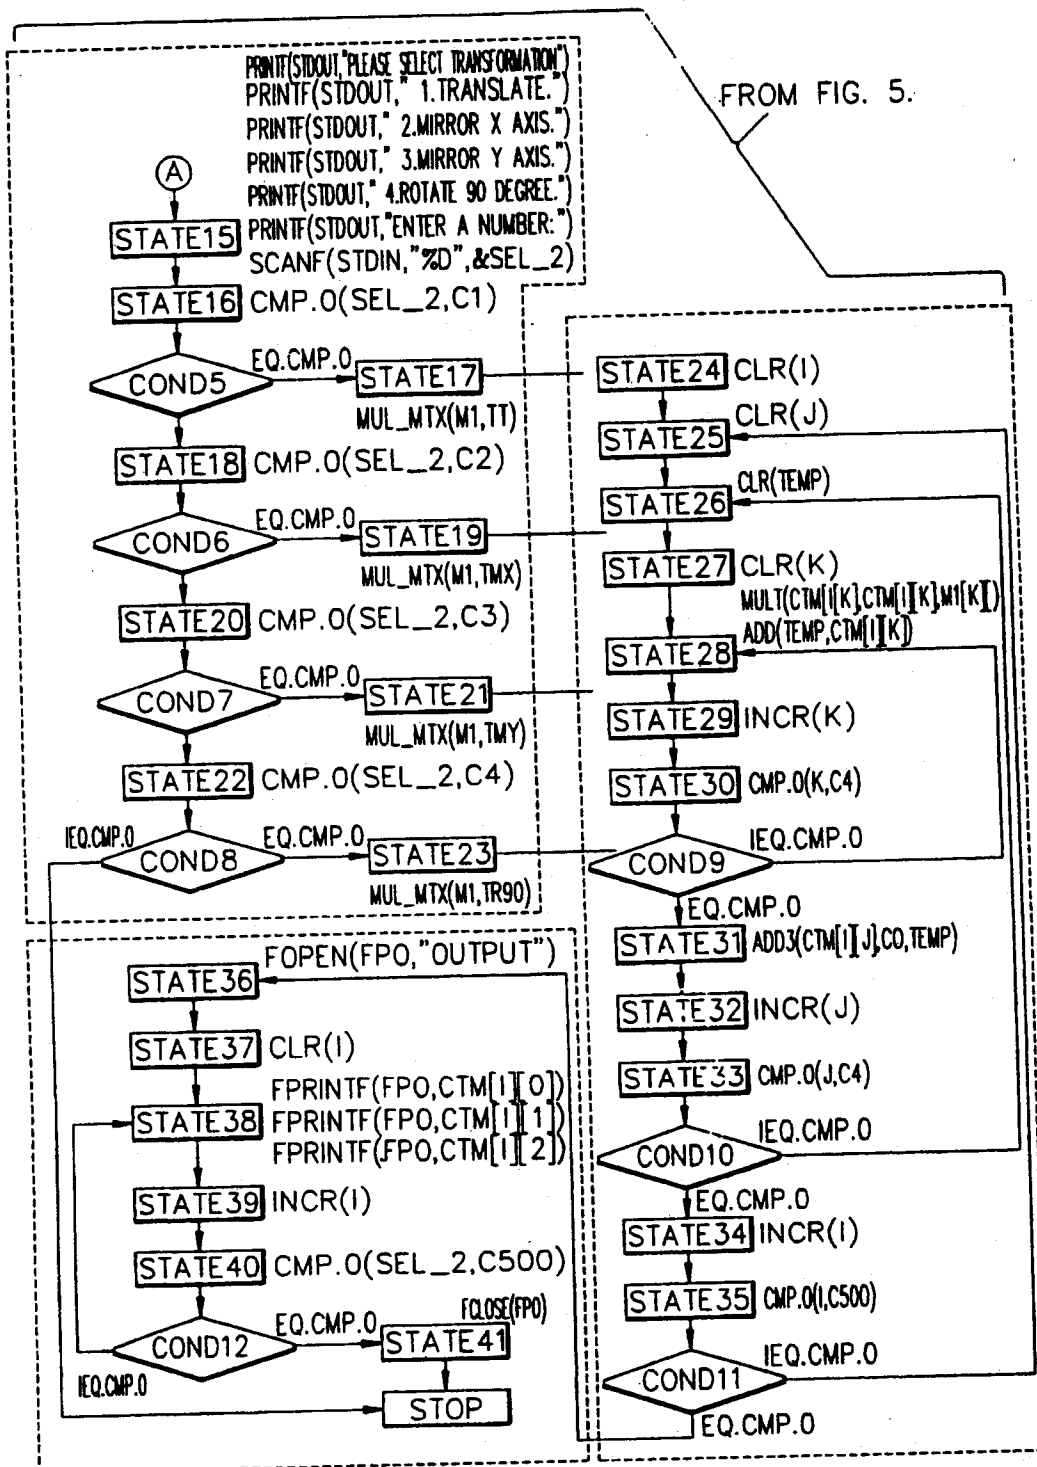 PRINTF(STDOUT,"PLEASE SELECT TRANSFORMATION")
PRINTF(STDOUT," 1.TRANSLATE.")
PRINTF(STDOUT," 2.MIRROR X AXIS.")
PRINTF(STDOUT," 3.MIRROR Y AXIS.")
PRINTF(STDOUT," 4.ROTATE 90 DEGREE.")
PRINTF(STDOUT,"ENTER A NUMBER:")
SCANF(STDIN,"%D",&SEL_2)
FROM FIG. 5.
A
STATE15
STATE16 CMP.0(SEL_2,C1)
COND5 EQ.CMP.0 STATE17
MUL_MTX(M1,TT)
STATE18 CMP.0(SEL_2,C2)
COND6 EQ.CMP.0 STATE19
MUL_MTX(M1,TMX)
STATE20 CMP.0(SEL_2,C3)
COND7 EQ.CMP.0 STATE21
MUL_MTX(M1,TMY)
STATE22 CMP.0(SEL_2,C4)
IEQ.CMP.0 COND8 EQ.CMP.0 STATE23
MUL_MTX(M1,TR90)
STATE24 CLR(I)
CLR(J)
STATE25
CLR(TEMP)
STATE26
STATE27 CLR(K)
MULT(CTM[I[K],CTM[I][K],M1[K][)
ADD(TEMP,CTM[I][K])
STATE28
STATE29 INCR(K)
STATE30 CMP.0(K,C4)
COND9 IEQ.CMP.0
EQ.CMP.0
STATE31 ADD3(CTM[I][J],CO,TEMP)
STATE32 INCR(J)
STATE33 CMP.0(J,C4)
COND10 IEQ.CMP.0
EQ.CMP.0
STATE34 INCR(I)
STATE35 CMP.0(I,C500)
COND11 IEQ.CMP.0
EQ.CMP.0
FOPEN(FPO,"OUTPUT")
STATE36
STATE37 CLR(I)
FPRINTF(FPO,CTM[I][0])
STATE38 FPRINTF(FPO,CTM[I][1])
FPRINTF(FPO,CTM[I][2])
STATE39 INCR(I)
STATE40 CMP.0(SEL_2,C500)
FCLOSE(FPO)
COND12 EQ.CMP.0 STATE41
IEQ.CMP.0
STOP